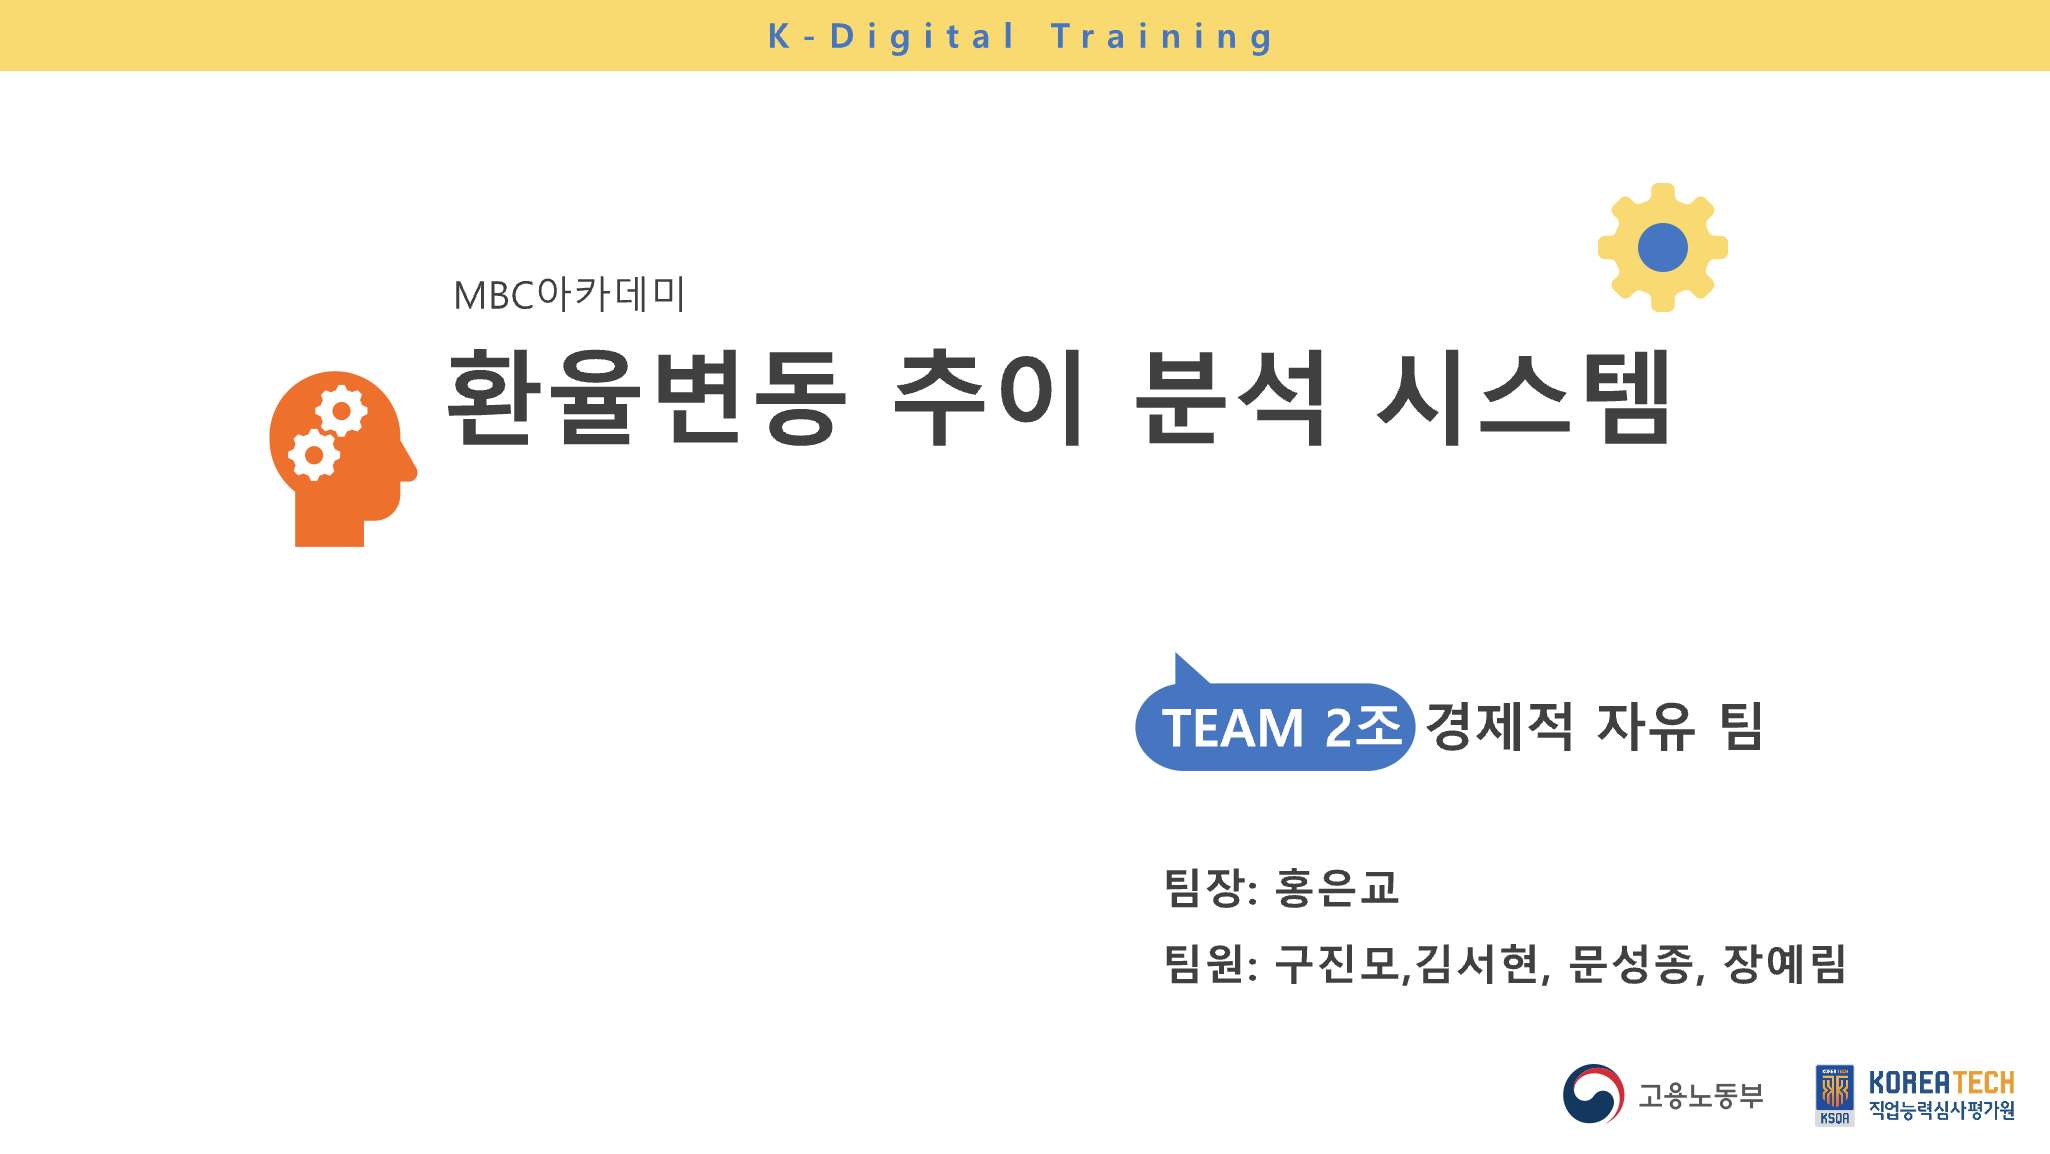 K-Digital Training
MBC아카데미
환율변동 추이 분석 시스템
TEAM 2조 경제적 자유 팀
팀장: 홍은교
팀원: 구진모,김서현, 문성종, 장예림
고용노동부
KOREATECH
KSQA
KOREATECH
직업능력심사평가원